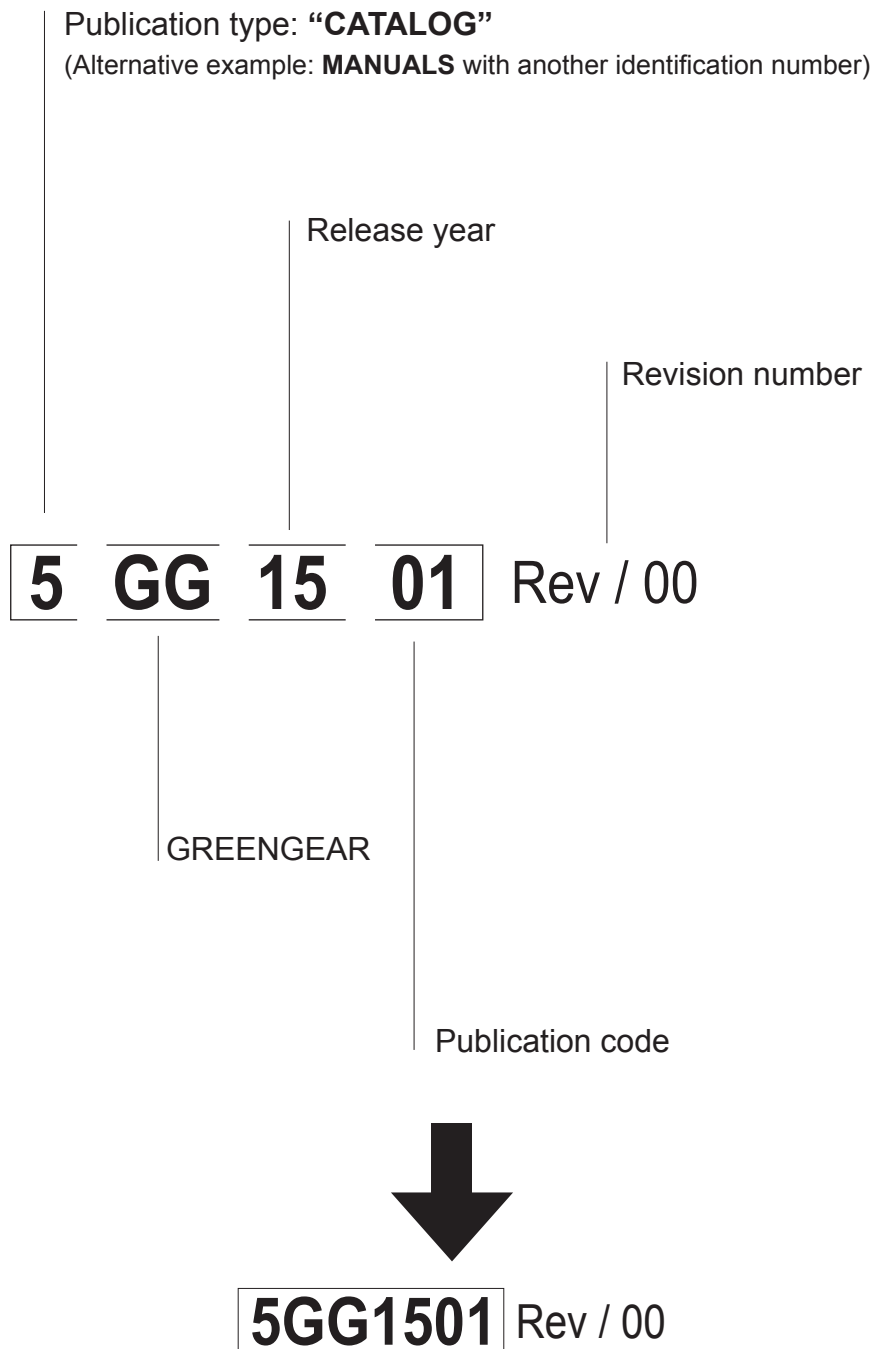 Publication type: “CATALOG”
(Alternative example: MANUALS with another identification number)
Release year
Revision number
5 GG 15 01 Rev / 00
GREENGEAR
Publication code
5GG1501 Rev / 00